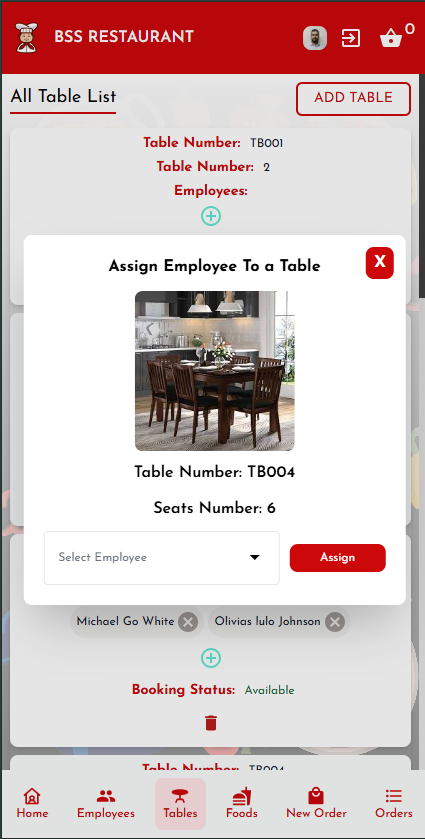 BSS RESTAURANT
0
All Table List
ADD TABLE
Table Number: TB001
Table Number: 2
Employees:
Assign Employee To a Table
X
Table Number: TB004
Seats Number: 6
Select Employee
Assign
Michael Go White
Olivias lulo Johnson
Booking Status: Available
Table Number: TB004
Home
Employees
Tables
Foods
New Order
Orders